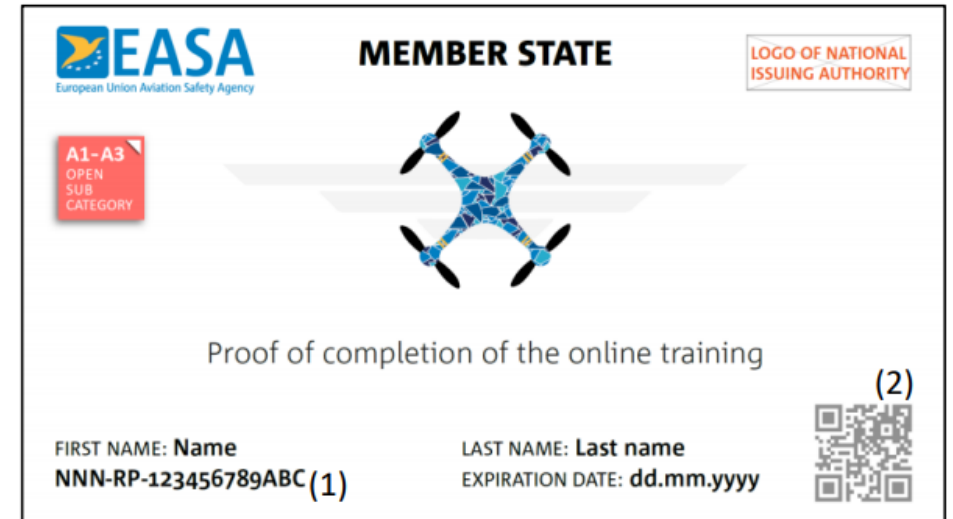 EASA
European Union Aviation Safety Agency
MEMBER STATE
LOGO OF NATIONAL
ISSUING AUTHORITY
A1-A3
OPEN
SUB
CATEGORY
Proof of completion of the online training
(2)
FIRST NAME: Name
LAST NAME: Last name
NNN-RP-123456789ABC (1)
EXPIRATION DATE: dd.mm.yyyy